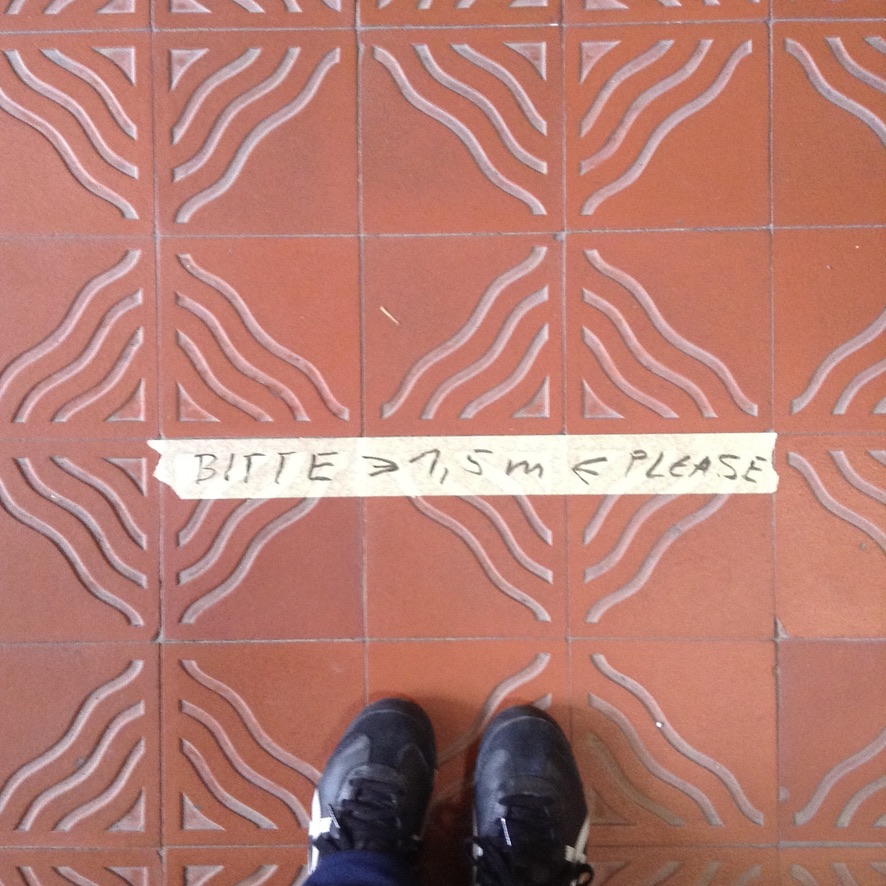 BITTE > 1,5 m < PLEASE